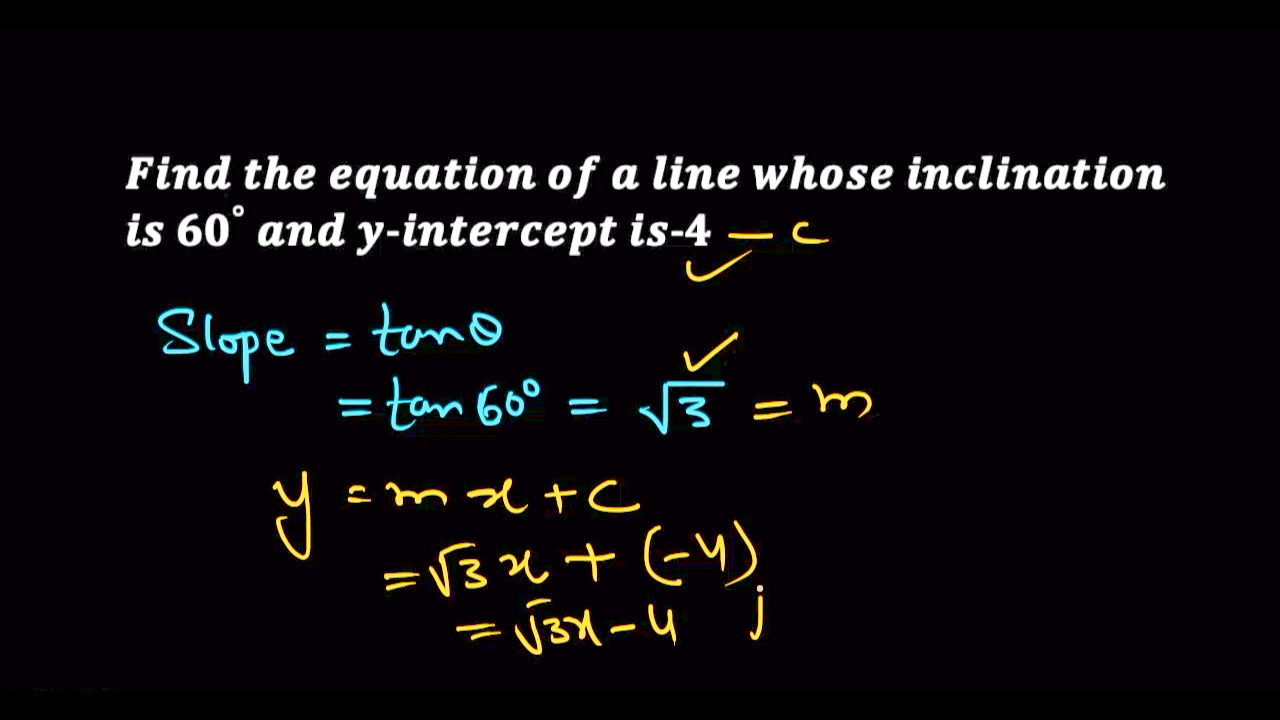 Find the equation of a line whose inclination
is 60° and y-intercept is-4 — c
Slope = tanθ
= tan 60° = √3 = m
y = mx + c
= √3x + (-4)
= √3x - 4